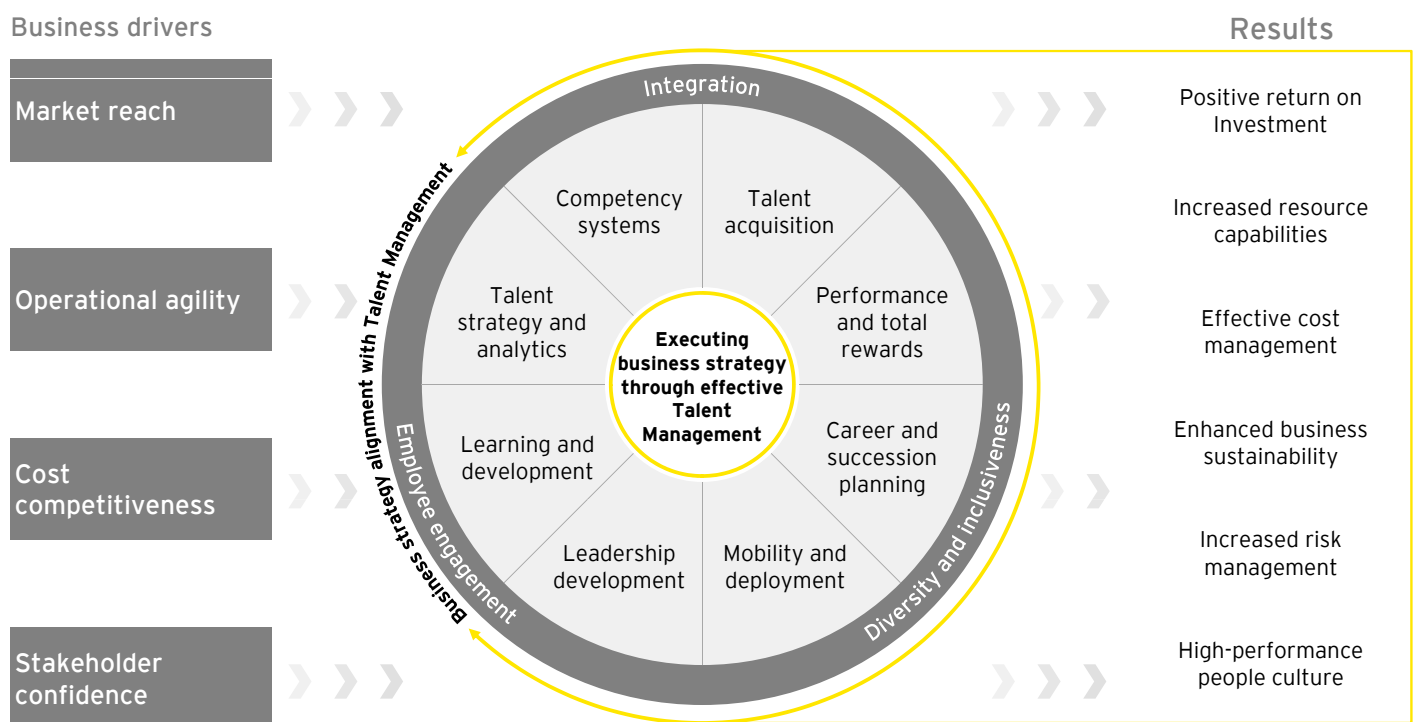 Business drivers
Market reach
Operational agility
Cost
competitiveness
Stakeholder
confidence
Business strategy alignment with Talent Management
Integration
Employee engagement
Diversity and inclusiveness
Competency
systems
Talent
acquisition
Talent
strategy and
analytics
Performance
and total
rewards
Executing
business strategy
through effective
Talent
Management
Learning and
development
Career and
succession
planning
Leadership
development
Mobility and
deployment
Results
Positive return on
Investment
Increased resource
capabilities
Effective cost
management
Enhanced business
sustainability
Increased risk
management
High-performance
people culture